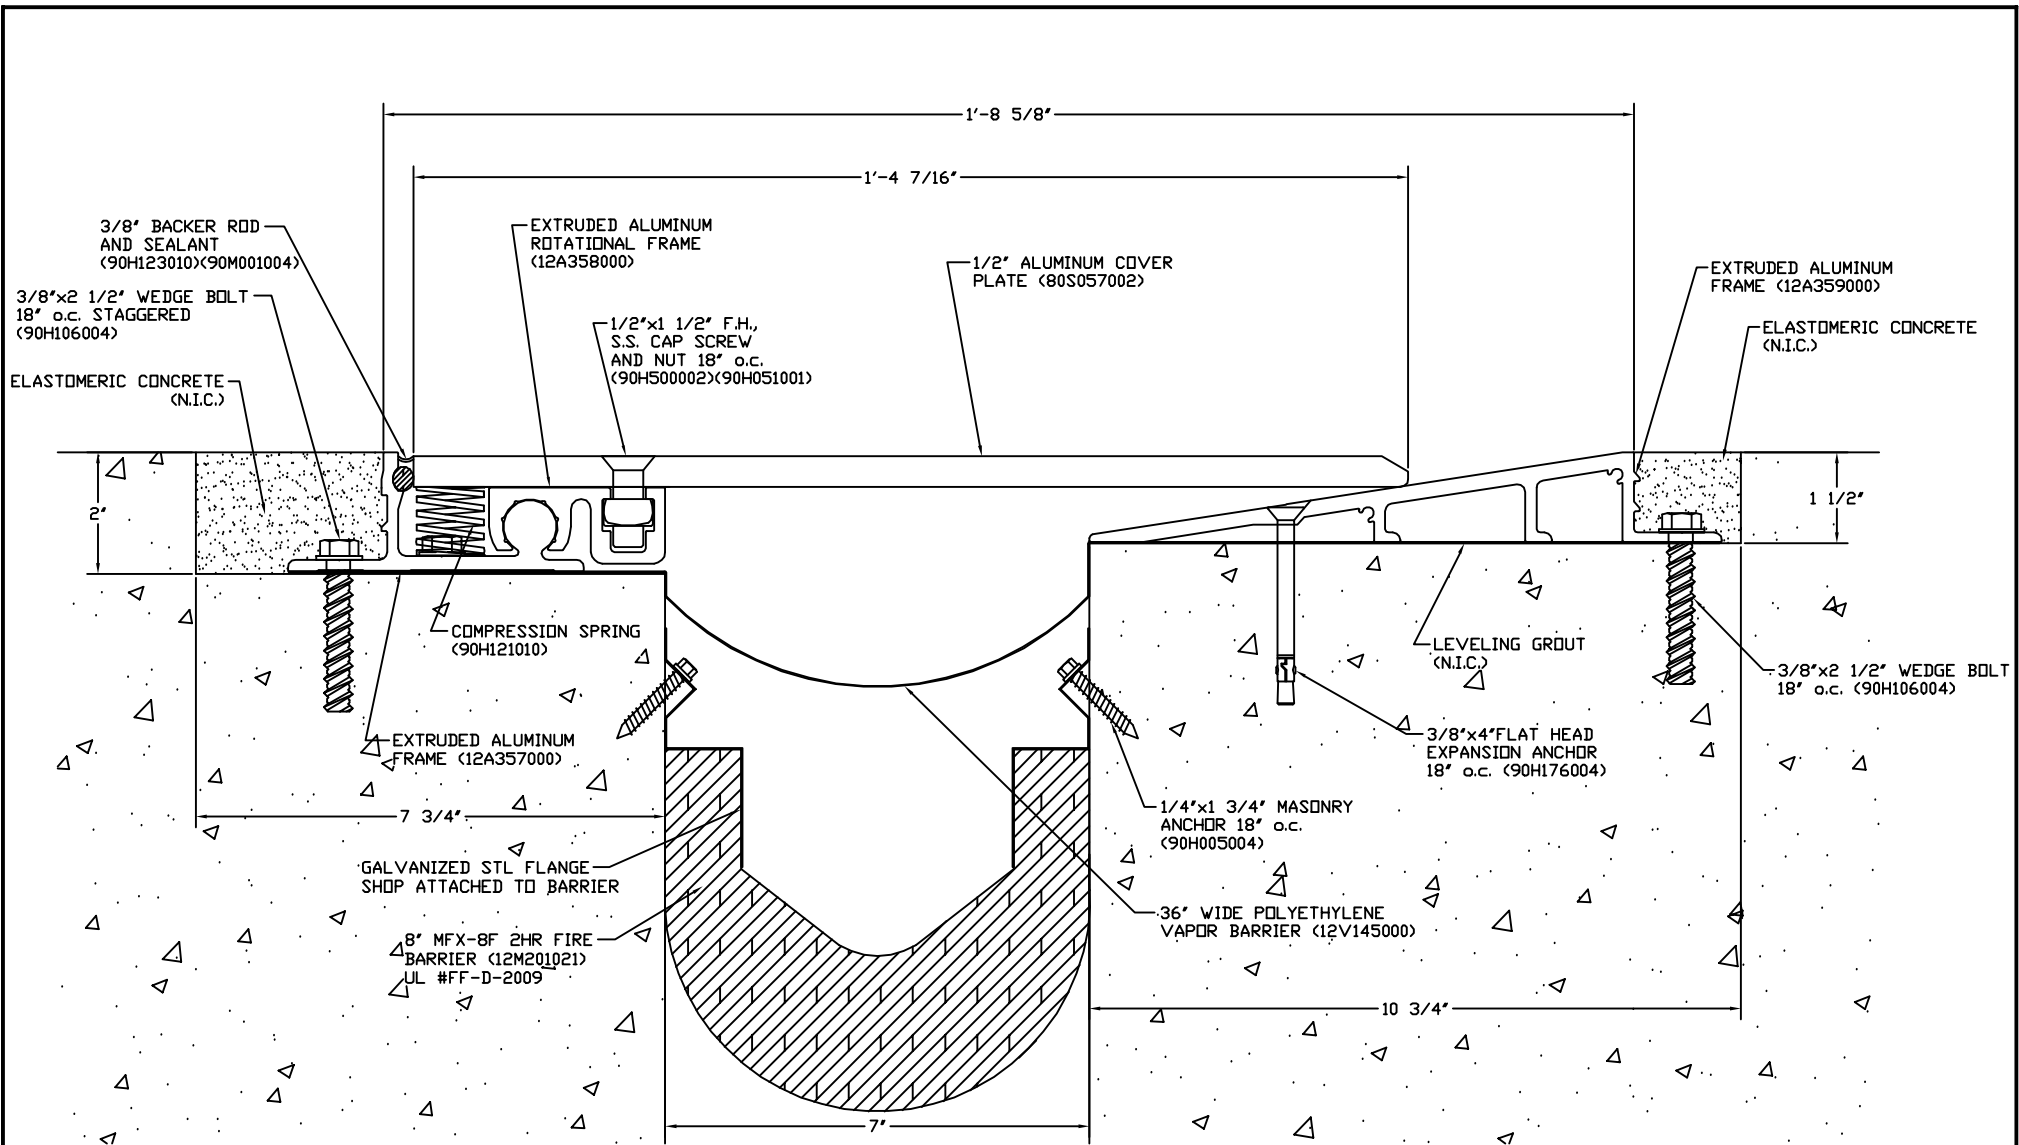 1'-8 5/8"
1'-4 7/16"
3/8" BACKER ROD
AND SEALANT
(90H123010)(90M001004)
3/8"x2 1/2" WEDGE BOLT
18" o.c. STAGGERED
(90H106004)
ELASTOMERIC CONCRETE
(N.I.C.)
EXTRUDED ALUMINUM
ROTATIONAL FRAME
(12A358000)
1/2"x1 1/2" F.H.,
S.S. CAP SCREW
AND NUT 18" o.c.
(90H500002)(90H051001)
1/2" ALUMINUM COVER
PLATE (80S057002)
EXTRUDED ALUMINUM
FRAME (12A359000)
ELASTOMERIC CONCRETE
(N.I.C.)
2"
1 1/2"
COMPRESSION SPRING
(90H121010)
LEVELING GROUT
(N.I.C.)
3/8"x2 1/2" WEDGE BOLT
18" o.c. (90H106004)
EXTRUDED ALUMINUM
FRAME (12A357000)
3/8"x4"FLAT HEAD
EXPANSION ANCHOR
18" o.c. (90H176004)
7 3/4"
1/4"x1 3/4" MASONRY
ANCHOR 18" o.c.
(90H005004)
GALVANIZED STL FLANGE
SHOP ATTACHED TO BARRIER
36" WIDE POLYETHYLENE
VAPOR BARRIER (12V145000)
8" MFX-8F 2HR FIRE
BARRIER (12M201021)
UL #FF-D-2009
10 3/4"
7"